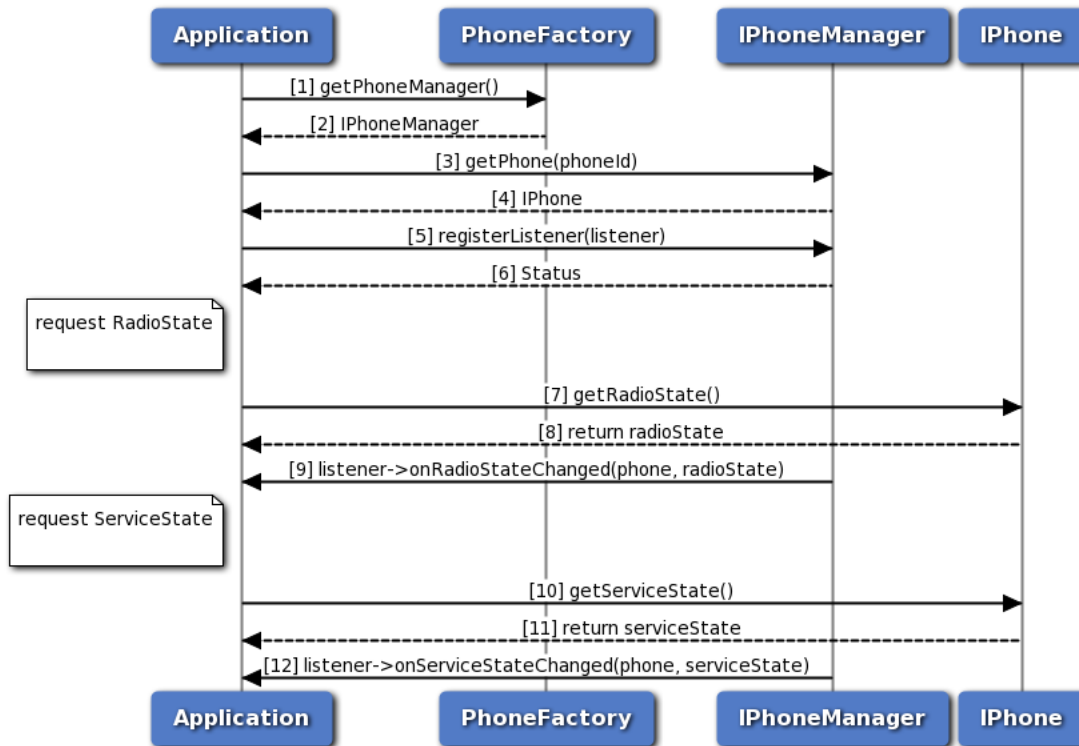 Application PhoneFactory IPhoneManager IPhone
[1] getPhoneManager()
[2] IPhoneManager
[3] getPhone(phoneId)
[4] IPhone
[5] registerListener(listener)
[6] Status
request RadioState
[7] getRadioState()
[8] return radioState
[9] listener->onRadioStateChanged(phone, radioState)
request ServiceState
[10] getServiceState()
[11] return serviceState
[12] listener->onServiceStateChanged(phone, serviceState)
Application PhoneFactory IPhoneManager IPhone